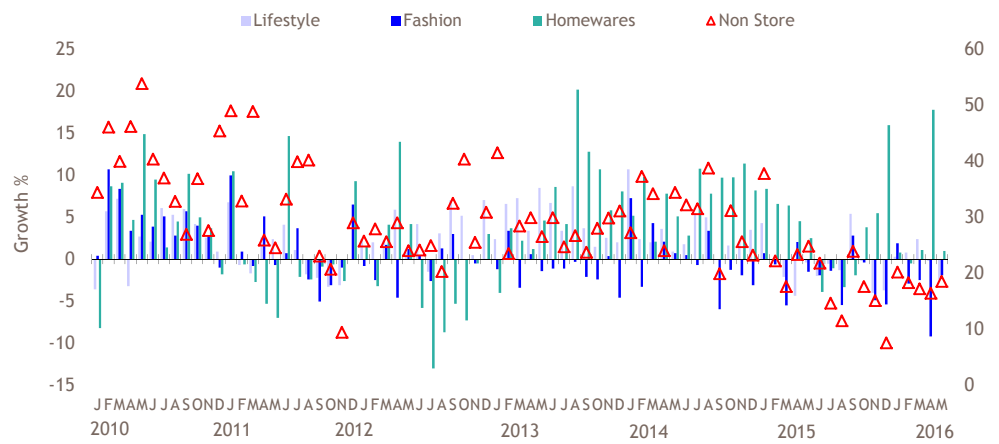 Lifestyle Fashion Homewares Non Store
25 60
20 50
15 40
10
5 30
0 20
-5
-10 10
-15 0
Growth %
J F M A M J J A S O N D J F M A M J J A S O N D J F M A M J J A S O N D J F M A M J J A S O N D J F M A M J J A S O N D J F M A M J J A S O N D J F M A M
2010 2011 2012 2013 2014 2015 2016